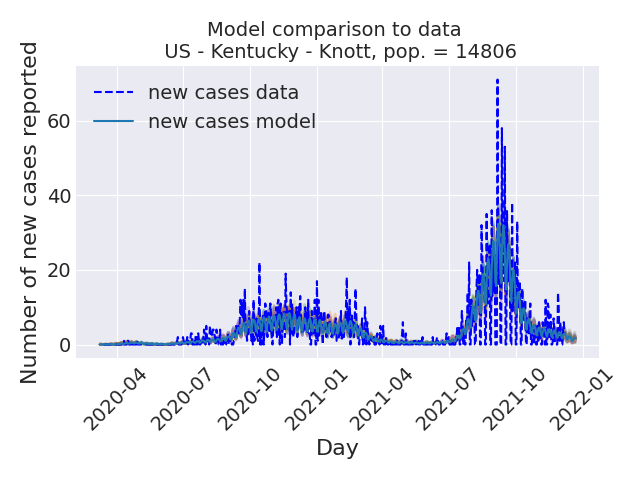 Model comparison to data
US - Kentucky - Knott, pop. = 14806
new cases data
new cases model
Number of new cases reported
60
40
20
0
2020-04
2020-07
2020-10
2021-01
2021-04
2021-07
2021-10
2022-01
Day